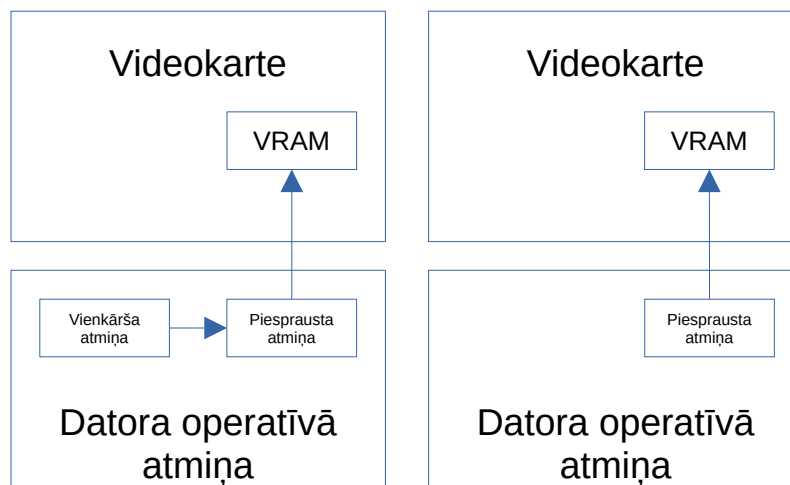 Videokarte
VRAM
Vienkārša
atmiņa
Piesprausta
atmiņa
Datora operatīvā
atmiņa
Videokarte
VRAM
Piesprausta
atmiņa
Datora operatīvā
atmiņa